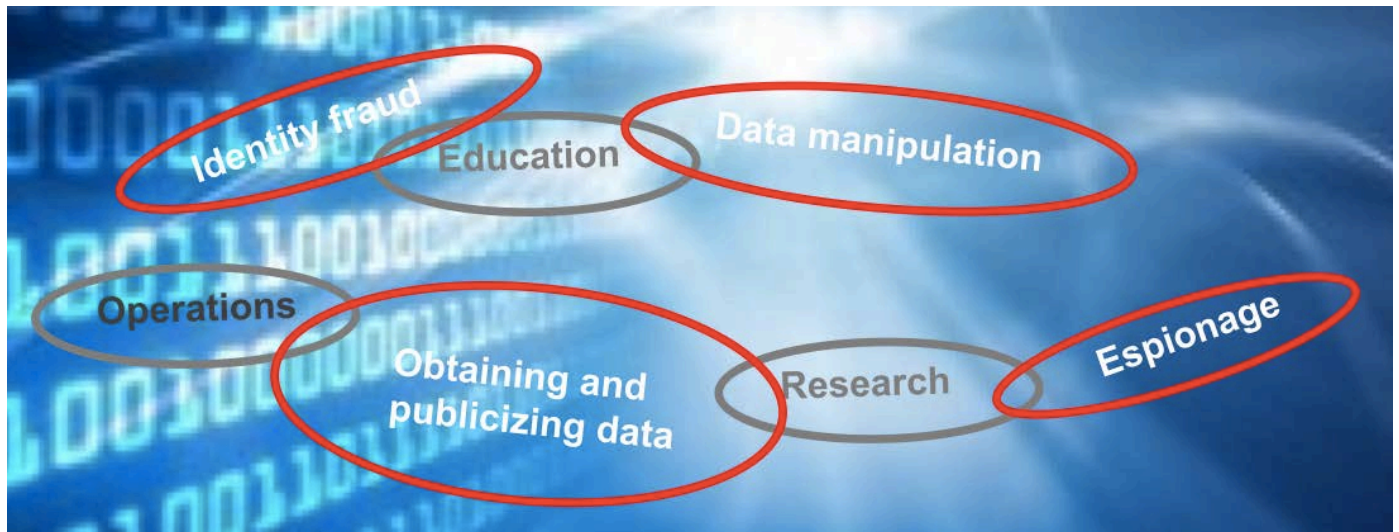 Identity fraud
Education
Data manipulation
Operations
Obtaining and
publicizing data
Research
Espionage